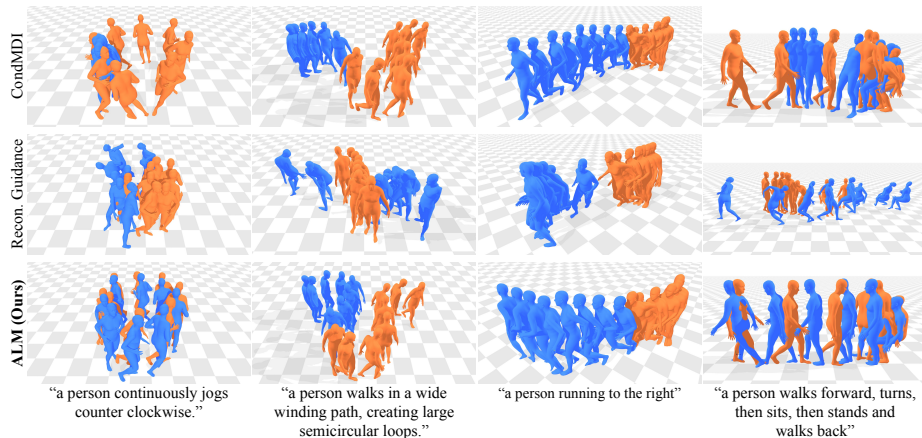 CondMDI
Recon. Guidance
ALM (Ours)
“a person continuously jogs
counter clockwise.”
“a person walks in a wide
winding path, creating large
semicircular loops.”
“a person running to the right”
“a person walks forward, turns,
then sits, then stands and
walks back”